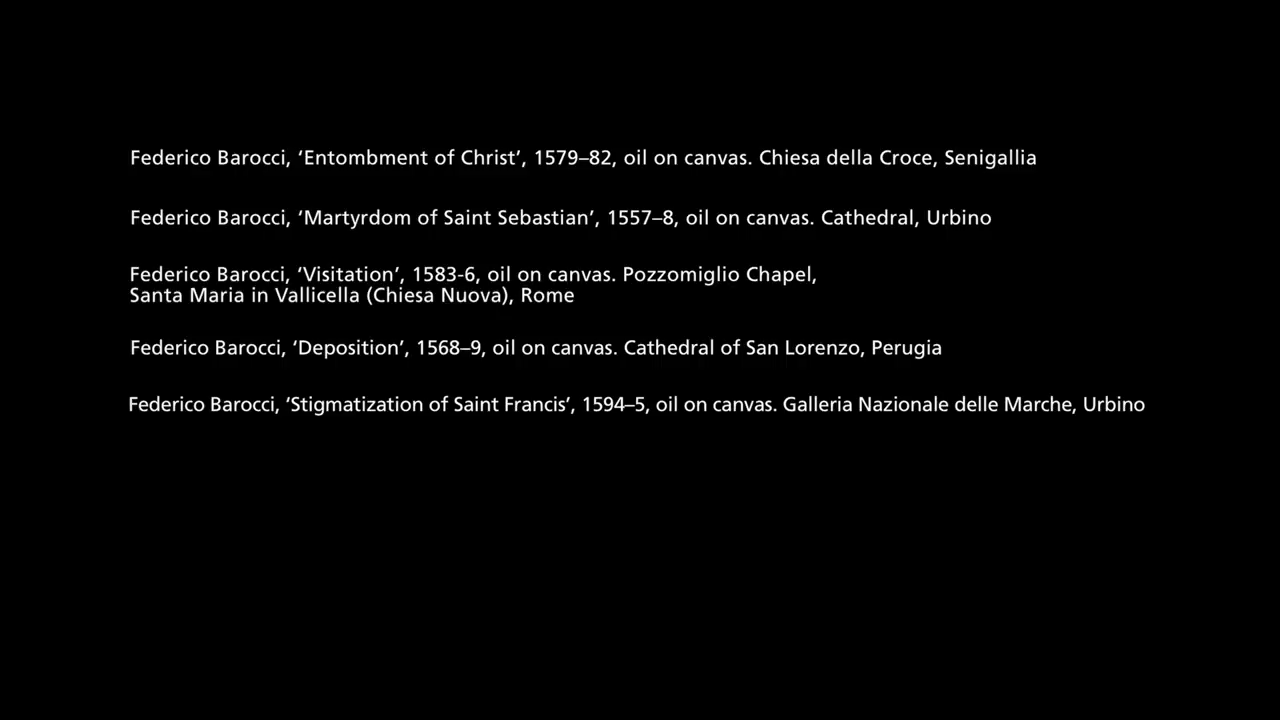 Federico Barocci, ‘Entombment of Christ’, 1579–82, oil on canvas. Chiesa della Croce, Senigallia
Federico Barocci, ‘Martyrdom of Saint Sebastian’, 1557–8, oil on canvas. Cathedral, Urbino
Federico Barocci, ‘Visitation’, 1583-6, oil on canvas. Pozzomiglio Chapel,
Santa Maria in Vallicella (Chiesa Nuova), Rome
Federico Barocci, ‘Deposition’, 1568–9, oil on canvas. Cathedral of San Lorenzo, Perugia
Federico Barocci, ‘Stigmatization of Saint Francis’, 1594–5, oil on canvas. Galleria Nazionale delle Marche, Urbino